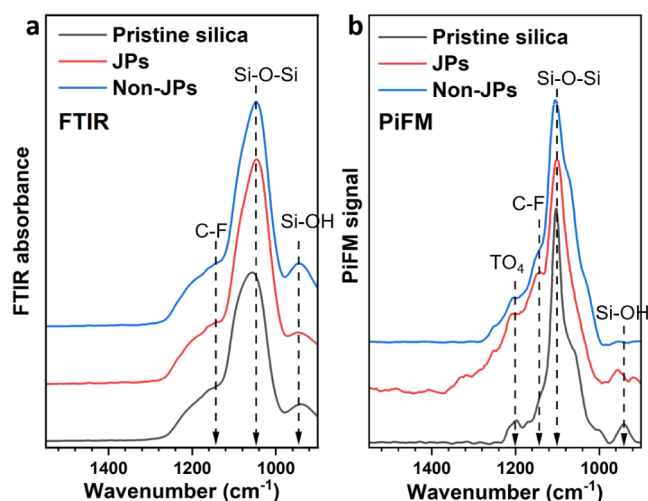 a
Pristine silica
JPs
Non-JPs
FTIR
Si-O-Si
C-F
Si-OH
FTIR absorbance
1400
1200
1000
Wavenumber (cm⁻¹)
b
Pristine silica
JPs
Non-JPs
PiFM
Si-O-Si
C-F
TO₄
Si-OH
PiFM signal
1400
1200
1000
Wavenumber (cm⁻¹)